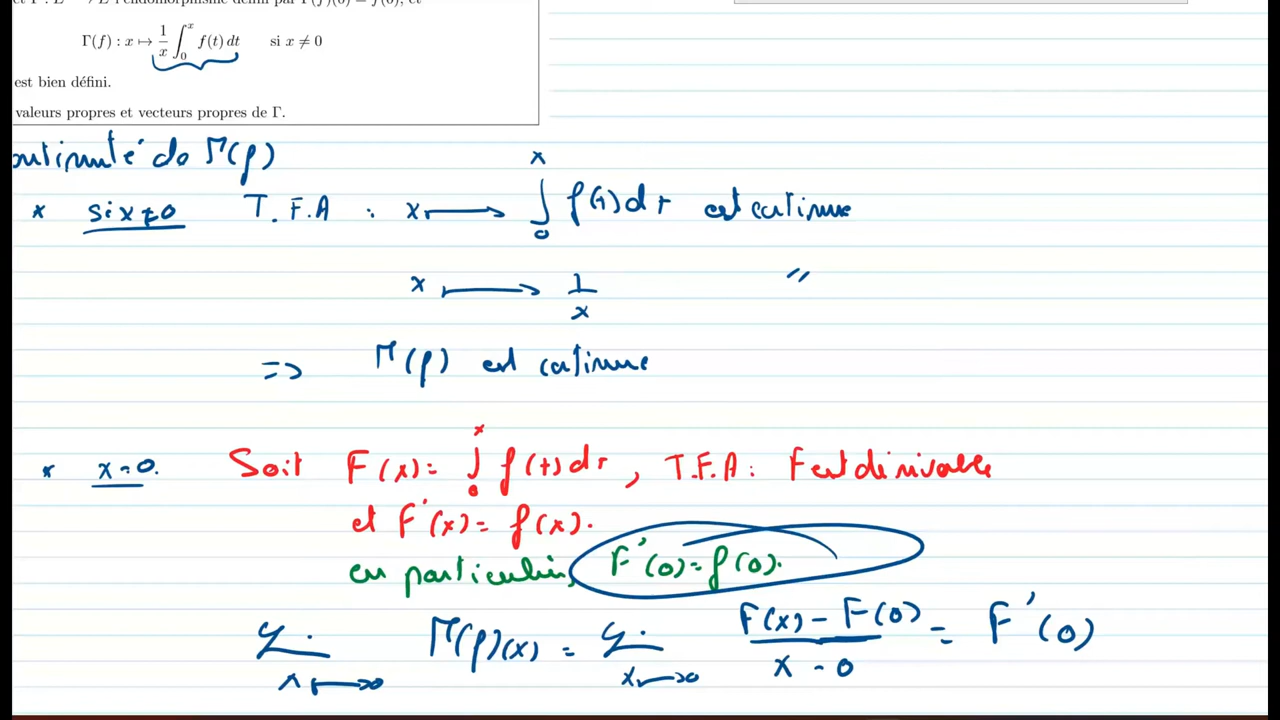 Γ(f) : x ↦ 1/x ∫₀ˣ f(t) dt si x ≠ 0
est bien défini.
valeurs propres et vecteurs propres de Γ.
de Γ(f)
* si x≠0 T.F.A : x ⟼ ∫₀ˣ f(t)dt est continue
x ⟼ 1/x "
=> Γ(f) est continue
* x=0. Soit F(x)= ∫₀ˣ f(t)dt, T.F.A: F est dérivable
et F'(x)= f(x).
en particulier, F'(0)=f(0).
lim x⟼0 Γ(f)(x) = lim x⟼0 (F(x) - F(0))/(x - 0) = F'(0)